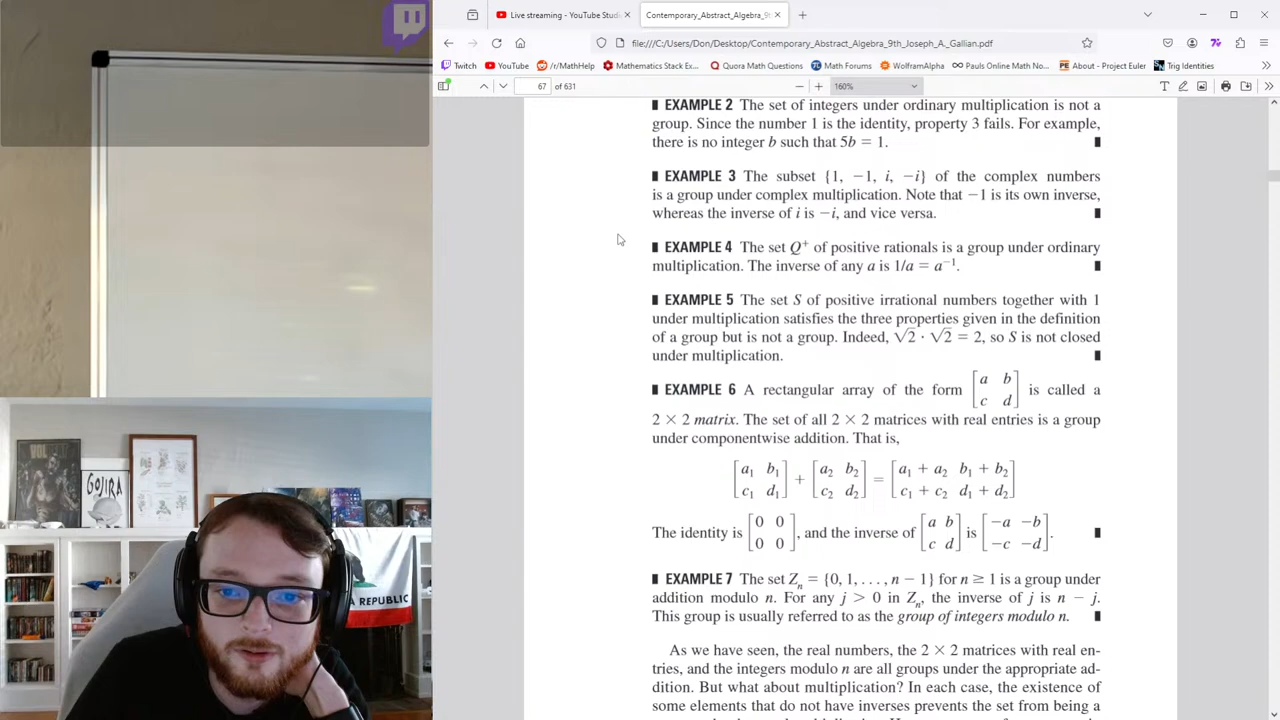 VOL
GOJIRA
A REPUBLIC
Live streaming - YouTube Studi
Contemporary_Abstract_Algebra_9th
file:///C:/Users/Don/Desktop/Contemporary_Abstract_Algebra_9th_Joseph_A._Gallian.pdf
Twitch YouTube r/MathHelp Mathematics Stack Ex... Quora Math Questions Math Forums WolframAlpha Pauls Online Math No... About - Project Euler Trig Identities
67 of 631 160%
EXAMPLE 2 The set of integers under ordinary multiplication is not a
group. Since the number 1 is the identity, property 3 fails. For example,
there is no integer b such that 5b = 1.
EXAMPLE 3 The subset {1, −1, i, −i} of the complex numbers
is a group under complex multiplication. Note that −1 is its own inverse,
whereas the inverse of i is −i, and vice versa.
EXAMPLE 4 The set Q⁺ of positive rationals is a group under ordinary
multiplication. The inverse of any a is 1/a = a⁻¹.
EXAMPLE 5 The set S of positive irrational numbers together with 1
under multiplication satisfies the three properties given in the definition
of a group but is not a group. Indeed, √2 · √2 = 2, so S is not closed
under multiplication.
EXAMPLE 6 A rectangular array of the form [a b; c d] is called a
2 × 2 matrix. The set of all 2 × 2 matrices with real entries is a group
under componentwise addition. That is,
[a₁ b₁; c₁ d₁] + [a₂ b₂; c₂ d₂] = [a₁ + a₂ b₁ + b₂; c₁ + c₂ d₁ + d₂]
The identity is [0 0; 0 0], and the inverse of [a b; c d] is [−a −b; −c −d].
EXAMPLE 7 The set Zₙ = {0, 1, . . . , n − 1} for n ≥ 1 is a group under
addition modulo n. For any j > 0 in Zₙ, the inverse of j is n − j.
This group is usually referred to as the group of integers modulo n.
As we have seen, the real numbers, the 2 × 2 matrices with real en-
tries, and the integers modulo n are all groups under the appropriate ad-
dition. But what about multiplication? In each case, the existence of
some elements that do not have inverses prevents the set from being a